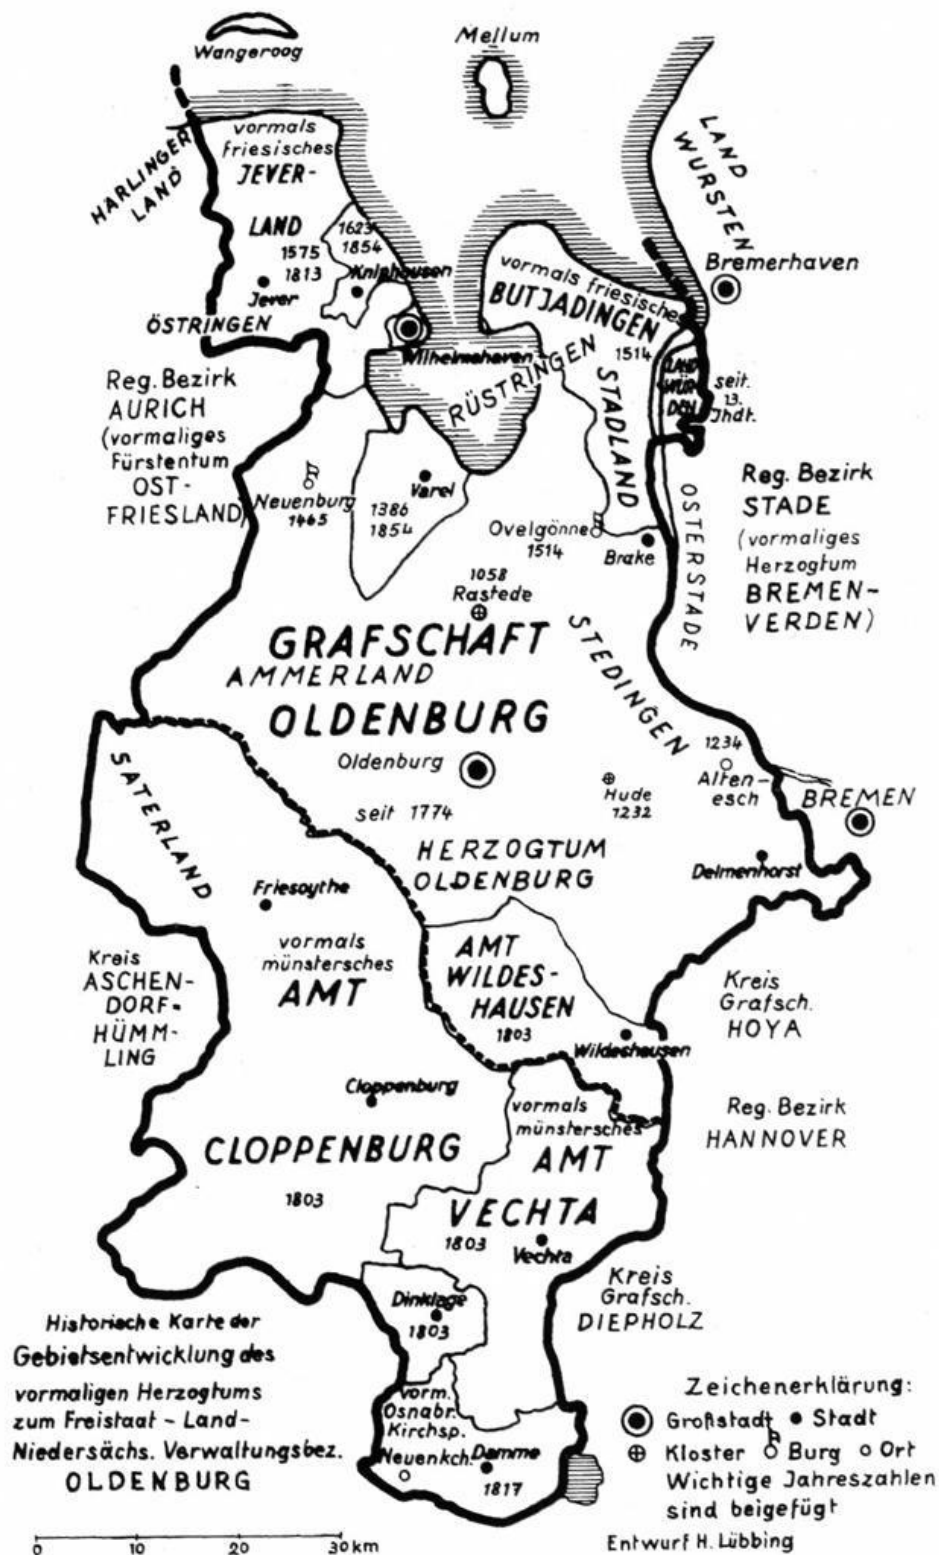 Wangeroog
Mellum
HARLINGER
LAND
vormals
friesisches
JEVER-
LAND
1575
1813
Jever
ÖSTRINGEN
1623
1854
Kniphausen
Wilhelmshaven
LAND
WURSTEN
Bremerhaven
vormals friesisches
BUTJADINGEN
1514
RÜSTRINGEN
STADLAND
LAND
WÜR
DEN
seit.
13.
Jhdt.
Reg. Bezirk
AURICH
(vormaliges
Fürstentum
OST-
FRIESLAND)
Neuenburg
1465
Varel
1386
1854
Ovelgönne
1514
Brake
OSTERSTADE
Reg. Bezirk
STADE
(vormaliges
Herzogtum
BREMEN-
VERDEN)
1058
Rastede
GRAFSCHAFT
AMMERLAND
OLDENBURG
Oldenburg
seit 1774
HERZOGTUM
OLDENBURG
STEDINGEN
1234
Alten-
esch
Hude
1232
BREMEN
Delmenhorst
SATERLAND
Friesoythe
vormals
münstersches
AMT
Kreis
ASCHEN-
DORF-
HÜMM-
LING
AMT
WILDES-
HAUSEN
1803
Wildeshausen
Kreis
Grafsch.
HOYA
Cloppenburg
CLOPPENBURG
1803
vormals
münstersches
AMT
VECHTA
1803
Vechta
Reg. Bezirk
HANNOVER
Kreis
Grafsch.
DIEPHOLZ
Dinklage
1803
vorm.
Osnabr.
Kirchsp.
Neuenkch.
Damme
1817
Historische Karte der
Gebietsentwicklung des
vormaligen Herzogtums
zum Freistaat - Land-
Niedersächs. Verwaltungsbez.
OLDENBURG
Zeichenerklärung:
Großstadt Stadt
Kloster Burg Ort
Wichtige Jahreszahlen
sind beigefügt
Entwurf H. Lübbing
0 10 20 30 km